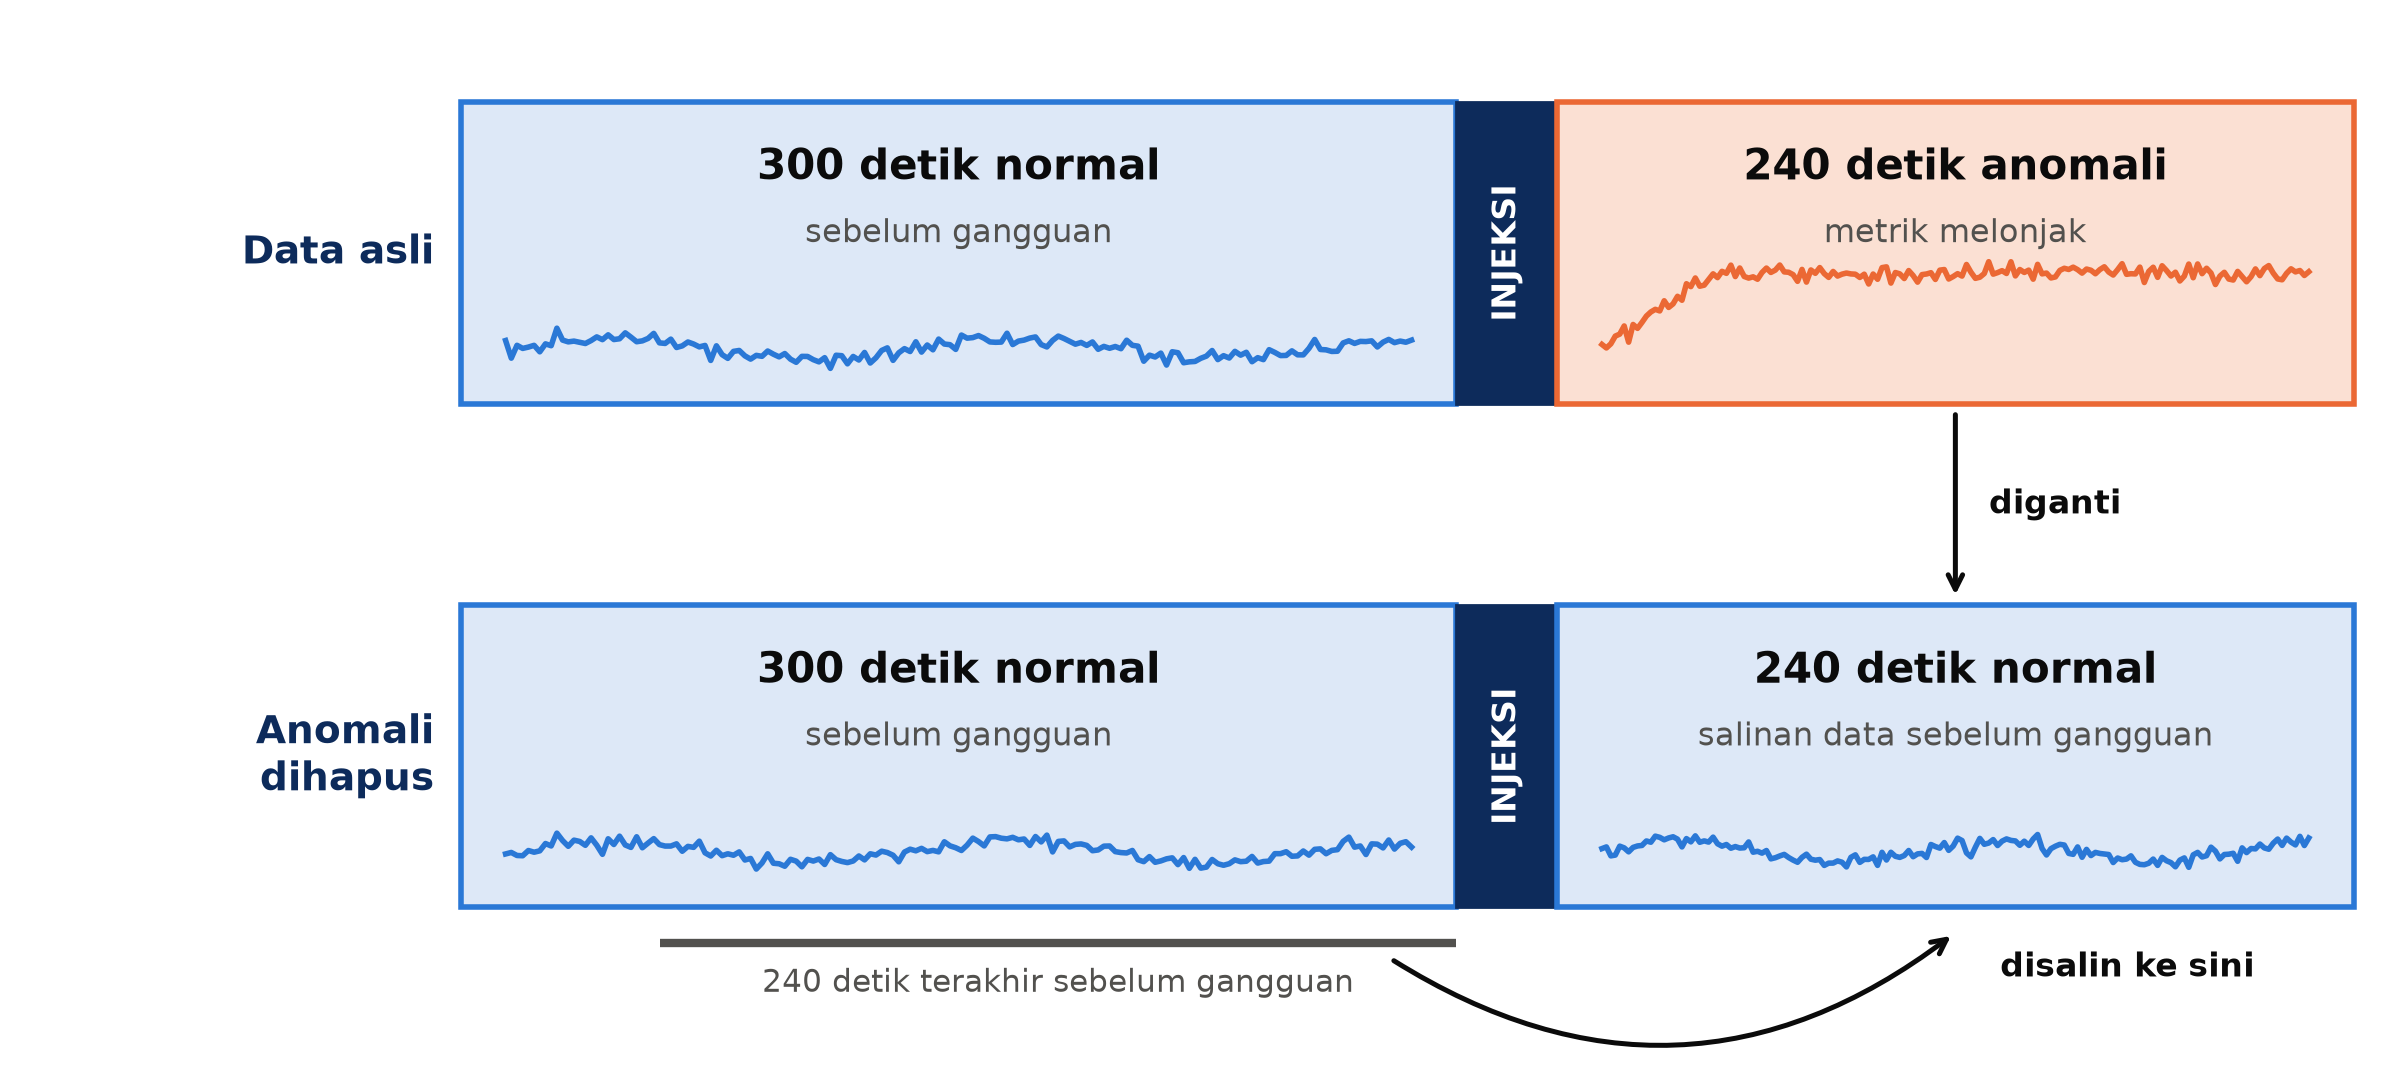 Data asli
300 detik normal
sebelum gangguan
INJEKSI
240 detik anomali
metrik melonjak
diganti
Anomali
dihapus
300 detik normal
sebelum gangguan
INJEKSI
240 detik normal
salinan data sebelum gangguan
240 detik terakhir sebelum gangguan
disalin ke sini